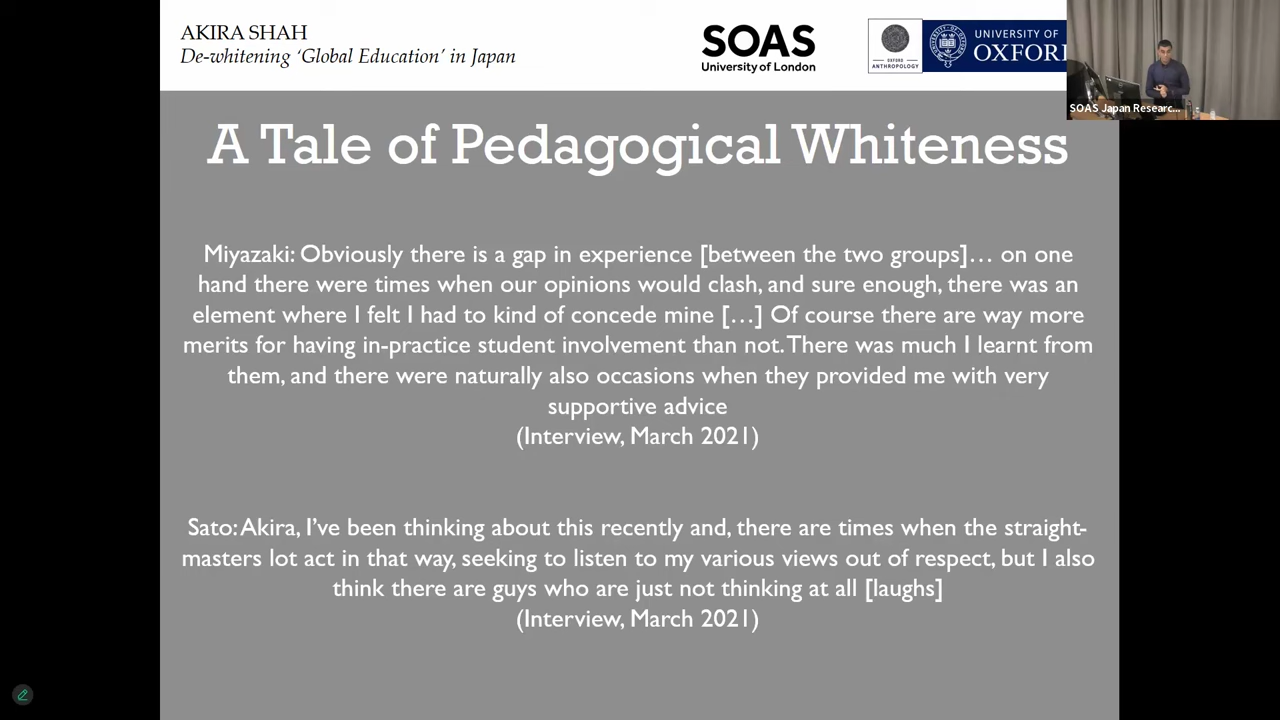 AKIRA SHAH
De-whitening ‘Global Education’ in Japan
SOAS
University of London
OXFORD
ANTHROPOLOGY
UNIVERSITY OF
OXFORD
SOAS Japan Researc...
A Tale of Pedagogical Whiteness
Miyazaki: Obviously there is a gap in experience [between the two groups]… on one
hand there were times when our opinions would clash, and sure enough, there was an
element where I felt I had to kind of concede mine […] Of course there are way more
merits for having in-practice student involvement than not. There was much I learnt from
them, and there were naturally also occasions when they provided me with very
supportive advice
(Interview, March 2021)
Sato: Akira, I’ve been thinking about this recently and, there are times when the straight-
masters lot act in that way, seeking to listen to my various views out of respect, but I also
think there are guys who are just not thinking at all [laughs]
(Interview, March 2021)